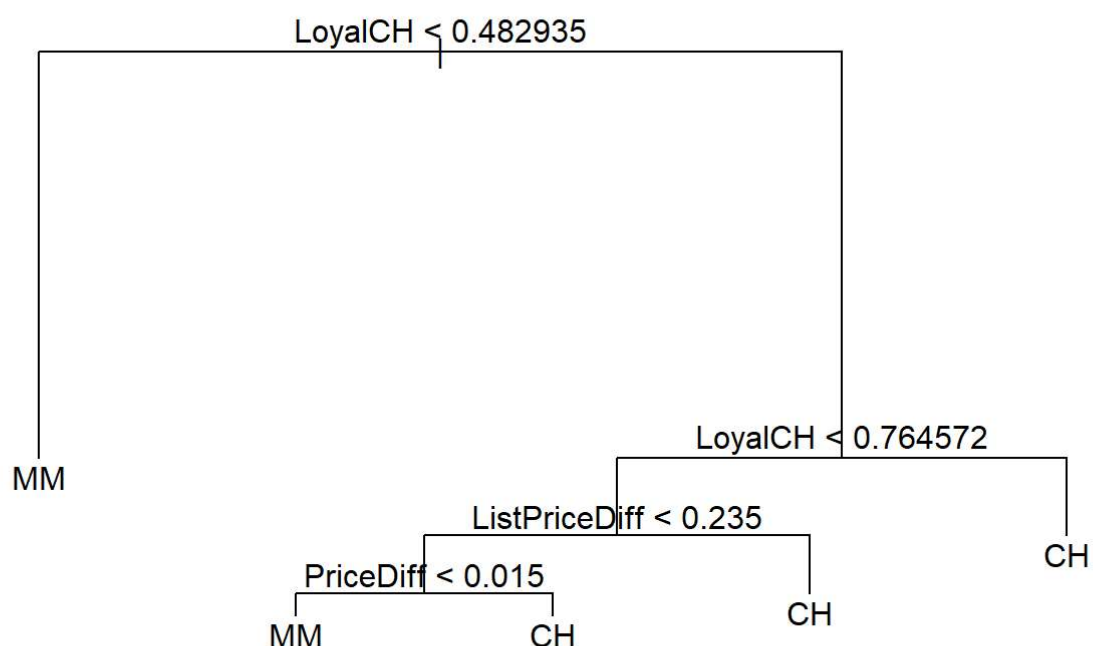 LoyalCH < 0.482935
LoyalCH < 0.764572
MM
ListPriceDiff < 0.235
CH
PriceDiff < 0.015
CH
MM
CH